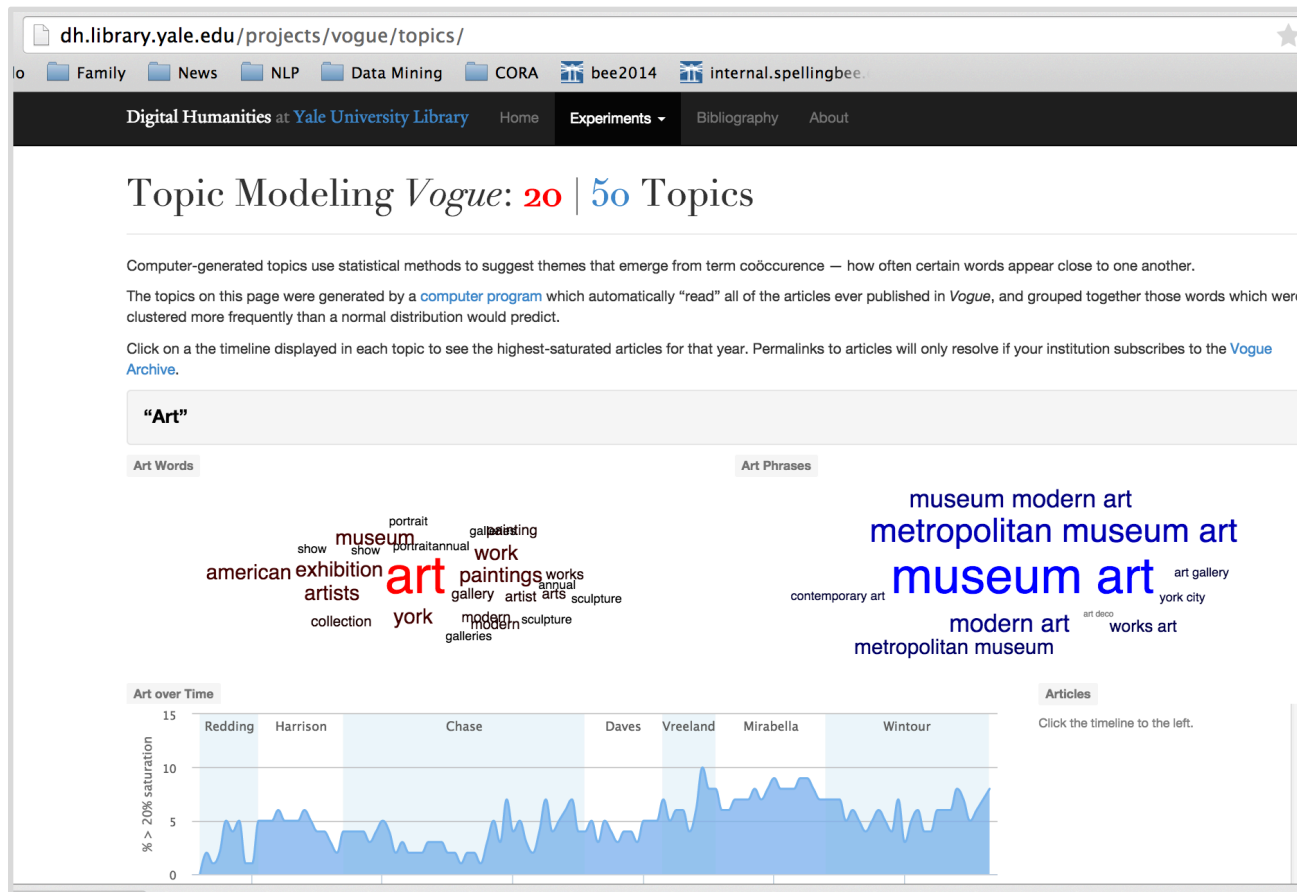 dh.library.yale.edu/projects/vogue/topics/
lo Family News NLP Data Mining CORA bee2014 internal.spellingbee.
Digital Humanities at Yale University Library Home Experiments Bibliography About
Topic Modeling Vogue: 20 | 50 Topics
Computer-generated topics use statistical methods to suggest themes that emerge from term coöccurence — how often certain words appear close to one another.
The topics on this page were generated by a computer program which automatically “read” all of the articles ever published in Vogue, and grouped together those words which were
clustered more frequently than a normal distribution would predict.
Click on a the timeline displayed in each topic to see the highest-saturated articles for that year. Permalinks to articles will only resolve if your institution subscribes to the Vogue
Archive.
“Art”
Art Words
portrait
galleries painting
museum
show show portrait annual work
american exhibition art paintings works
annual
artists gallery artist arts sculpture
collection york modern sculpture
modern
galleries
Art Phrases
museum modern art
metropolitan museum art
museum art art gallery
contemporary art york city
art deco
modern art works art
metropolitan museum
Art over Time
Articles
Click the timeline to the left.
15
Redding Harrison Chase Daves Vreeland Mirabella Wintour
% > 20% saturation
10
5
0